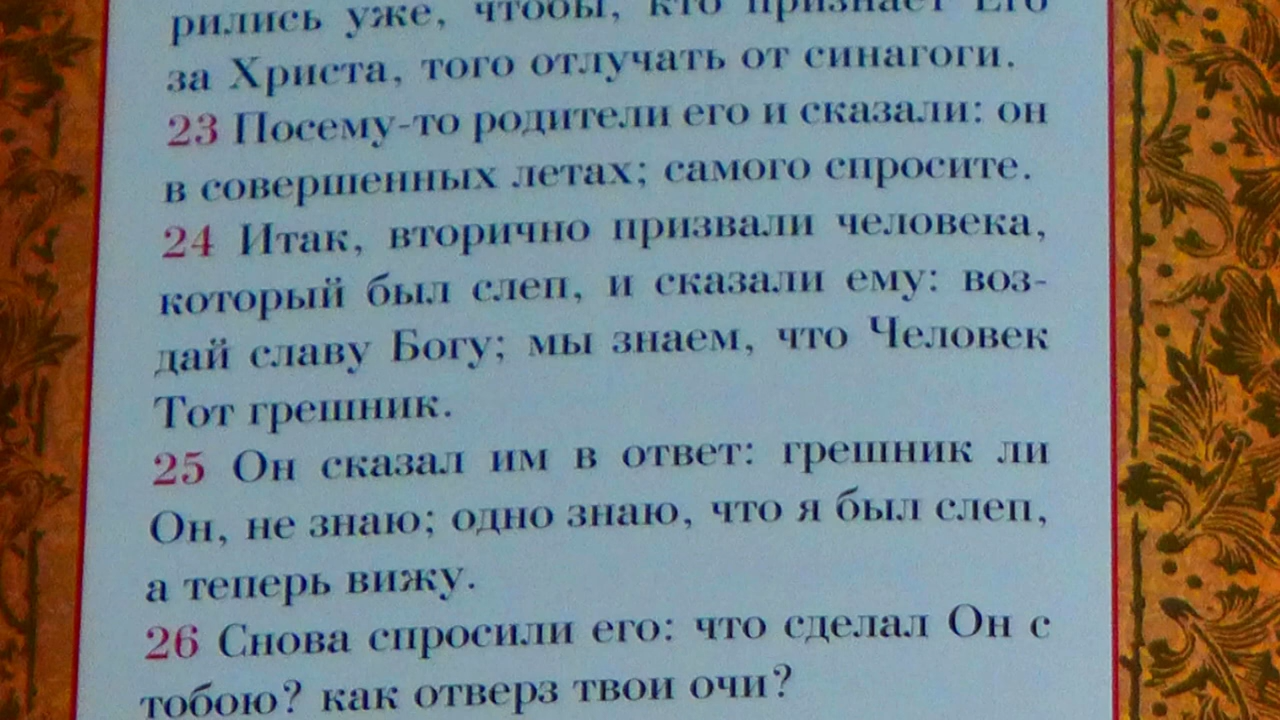 рились уже, чтобы, кто признает Его
за Христа, того отлучать от синагоги.
23 Посему-то родители его и сказали: он
в совершенных летах; самого спросите.
24 Итак, вторично призвали человека,
который был слеп, и сказали ему: воз-
дай славу Богу; мы знаем, что Человек
Тот грешник.
25 Он сказал им в ответ: грешник ли
Он, не знаю; одно знаю, что я был слеп,
а теперь вижу.
26 Снова спросили его: что сделал Он с
тобою? как отверз твои очи?